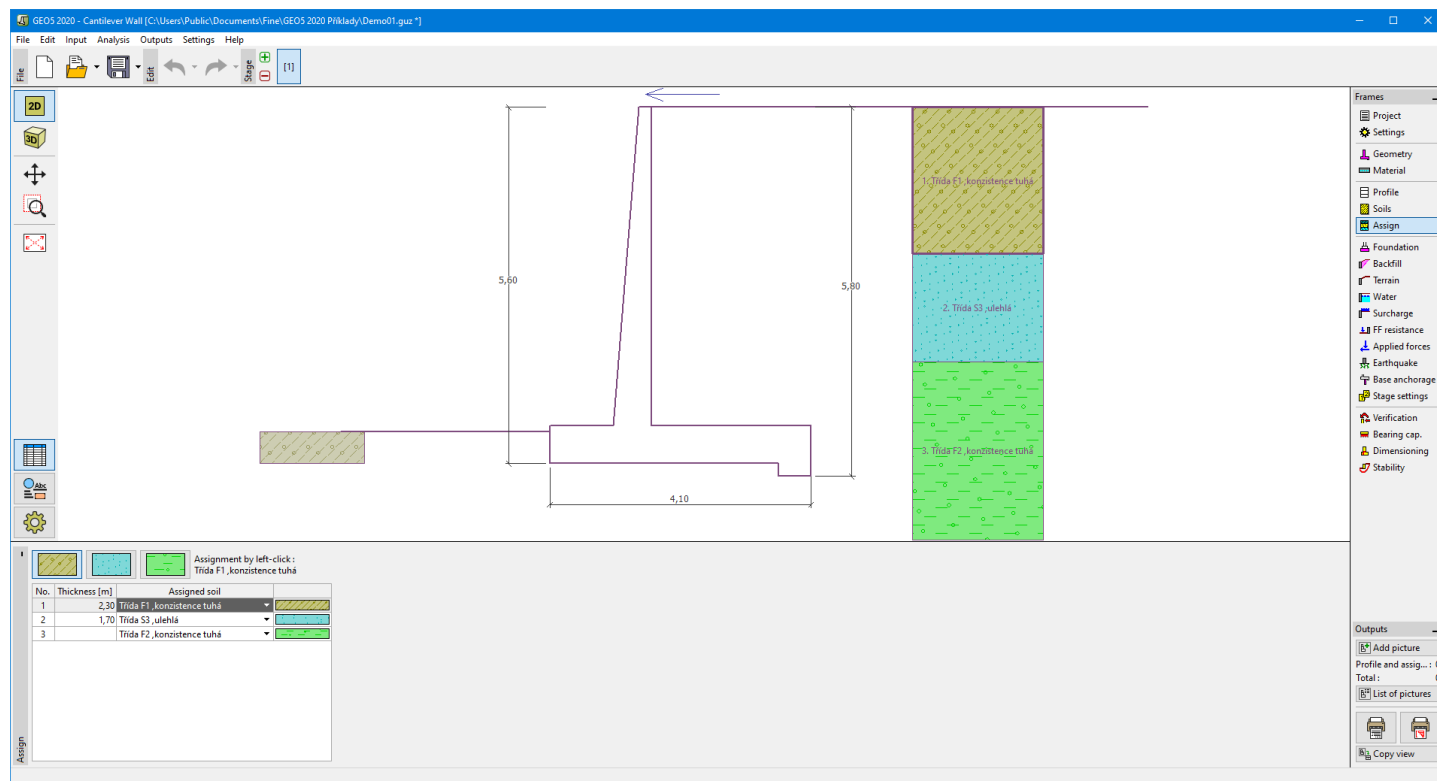 GEO5 2020 - Cantilever Wall [C:\Users\Public\Documents\Fine\GEO5 2020 Příklady\Demo01.guz *]
File Edit Input Analysis Outputs Settings Help
File
Edit
Stage
[1]
2D
3D
Abc
5,60
5,80
4,10
1. Třída F1 ,konzistence tuhá
2. Třída S3 ,ulehlá
3. Třída F2 ,konzistence tuhá
Frames
Project
Settings
Geometry
Material
Profile
Soils
Assign
Foundation
Backfill
Terrain
Water
Surcharge
FF resistance
Applied forces
Earthquake
Base anchorage
Stage settings
Verification
Bearing cap.
Dimensioning
Stability
Assign
Assignment by left-click :
Třída F1 ,konzistence tuhá
No. Thickness [m] Assigned soil
1 2,30 Třída F1 ,konzistence tuhá
2 1,70 Třída S3 ,ulehlá
3 Třída F2 ,konzistence tuhá
Outputs
Add picture
Profile and assig... :
Total :
List of pictures
Copy view